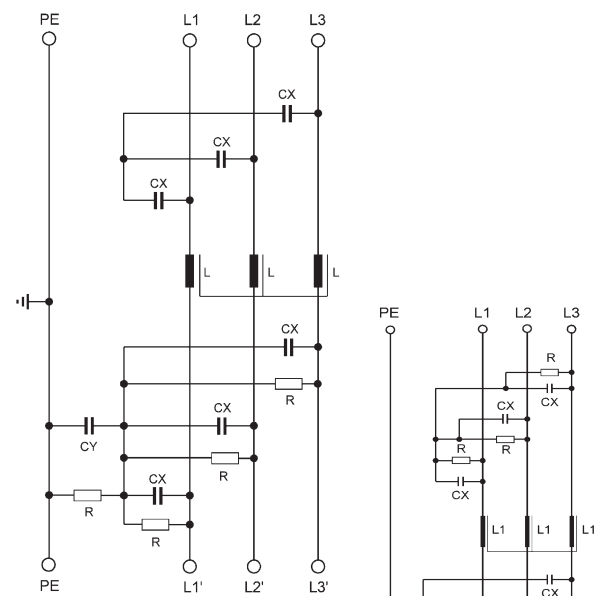 PE L1 L2 L3
CX
CX
CX
L L L
CX
R
CX
CY
R
CX
R
R
PE L1' L2' L3'
PE L1 L2 L3
R
CX
CX
R R
CX
L1 L1 L1
CX